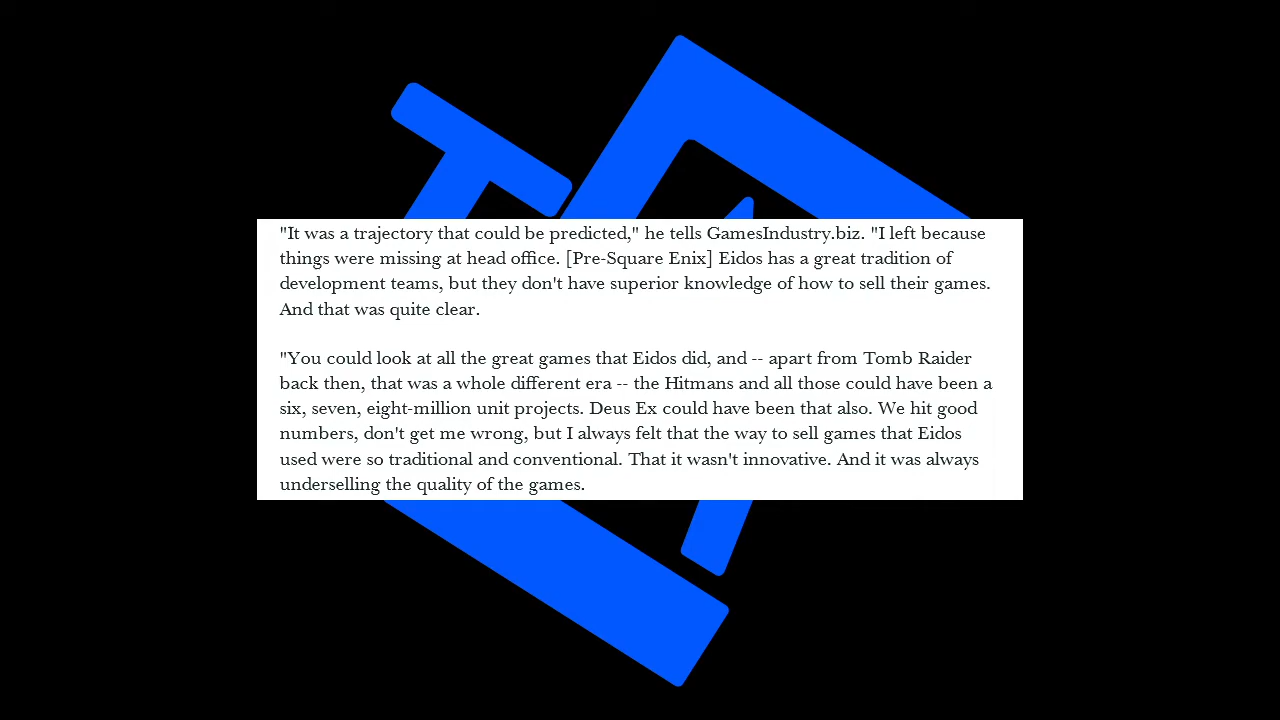 "It was a trajectory that could be predicted," he tells GamesIndustry.biz. "I left because
things were missing at head office. [Pre-Square Enix] Eidos has a great tradition of
development teams, but they don't have superior knowledge of how to sell their games.
And that was quite clear.
"You could look at all the great games that Eidos did, and -- apart from Tomb Raider
back then, that was a whole different era -- the Hitmans and all those could have been a
six, seven, eight-million unit projects. Deus Ex could have been that also. We hit good
numbers, don't get me wrong, but I always felt that the way to sell games that Eidos
used were so traditional and conventional. That it wasn't innovative. And it was always
underselling the quality of the games.